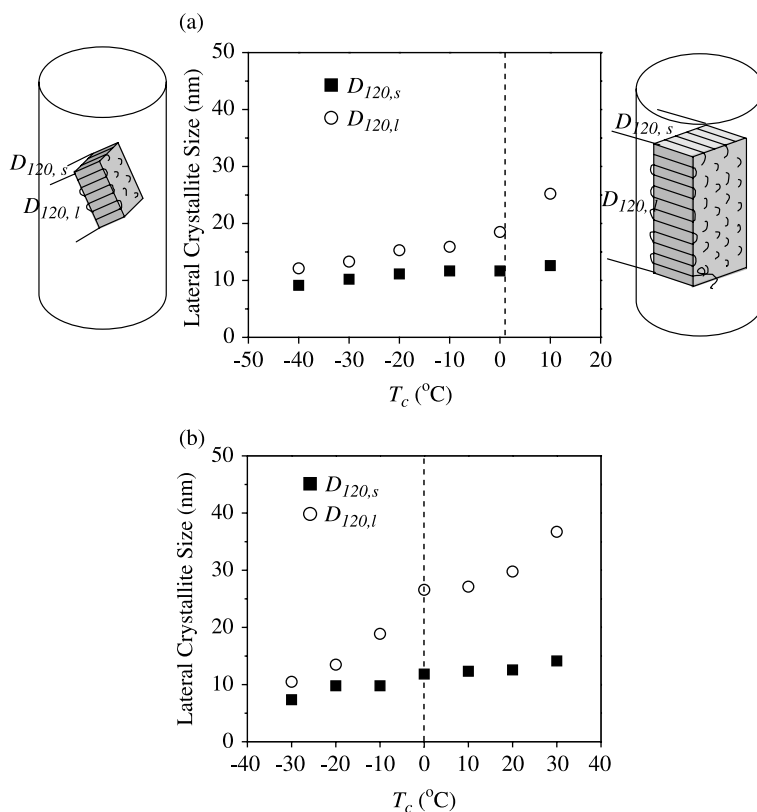 (a)
50
40
30
20
10
0
Lateral Crystallite Size (nm)
D120,s
D120,l
-50 -40 -30 -20 -10 0 10 20
Tc (°C)
D120, s
D120, l
D120, s
D120, l
(b)
50
40
30
20
10
0
Lateral Crystallite Size (nm)
D120,s
D120,l
-40 -30 -20 -10 0 10 20 30 40
Tc (°C)